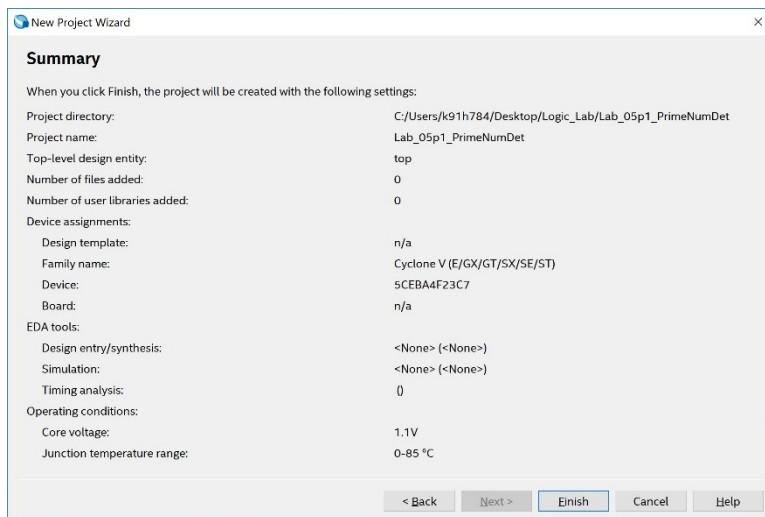 New Project Wizard
Summary
When you click Finish, the project will be created with the following settings:
Project directory: C:/Users/k91h784/Desktop/Logic_Lab/Lab_05p1_PrimeNumDet
Project name: Lab_05p1_PrimeNumDet
Top-level design entity: top
Number of files added: 0
Number of user libraries added: 0
Device assignments:
Design template: n/a
Family name: Cyclone V (E/GX/GT/SX/SE/ST)
Device: 5CEBA4F23C7
Board: n/a
EDA tools:
Design entry/synthesis: <None> (<None>)
Simulation: <None> (<None>)
Timing analysis: ()
Operating conditions:
Core voltage: 1.1V
Junction temperature range: 0-85 °C
< Back Next > Finish Cancel Help